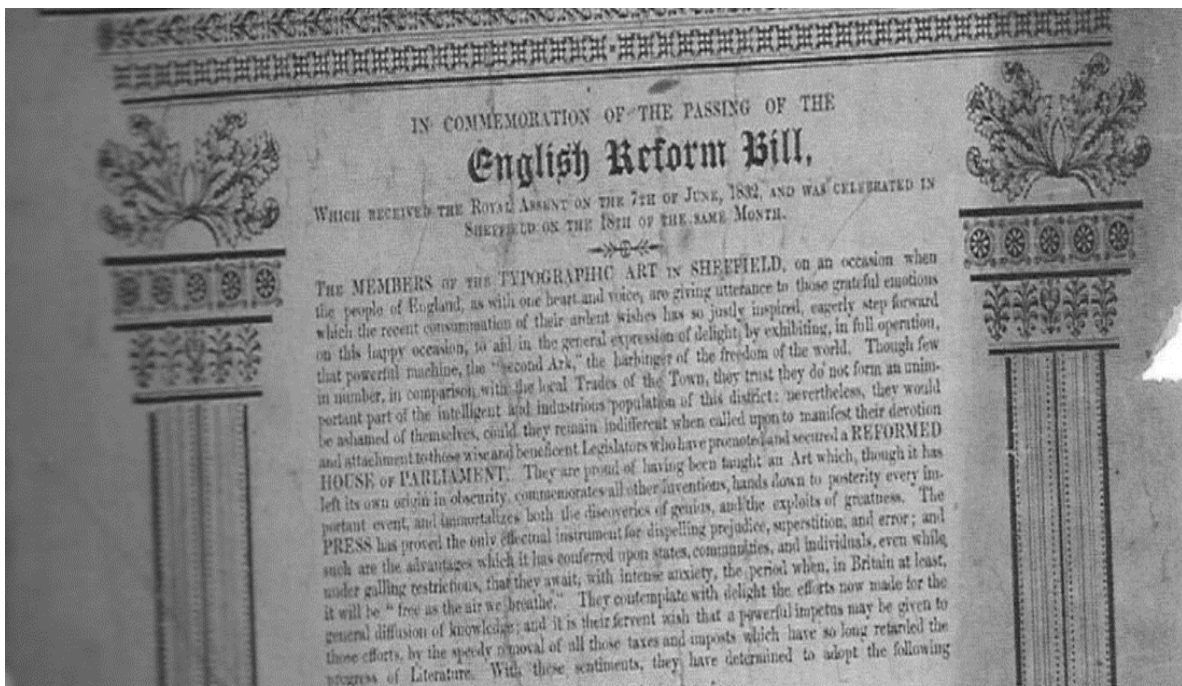 IN COMMEMORATION OF THE PASSING OF THE
English Reform Bill,
WHICH RECEIVED THE ROYAL ASSENT ON THE 7TH OF JUNE, 1832, AND WAS CELEBRATED IN
SHEFFIELD ON THE 18TH OF THE SAME MONTH.
THE MEMBERS OF THE TYPOGRAPHIC ART IN SHEFFIELD, on an occasion when
the people of England, as with one heart and voice, are giving utterance to those grateful emotions
which the recent consummation of their ardent wishes has so justly inspired, eagerly step forward
on this happy occasion, to aid in the general expression of delight, by exhibiting, in full operation,
that powerful machine, the "second Ark," the harbinger of the freedom of the world. Though few
in number, in comparison with the local Trades of the Town, they trust they do not form an unim-
portant part of the intelligent and industrious population of this district: nevertheless, they would
be ashamed of themselves, could they remain indifferent when called upon to manifest their devotion
and attachment to those wise and beneficent Legislators who have promoted and secured a REFORMED
HOUSE OF PARLIAMENT. They are proud of having been taught an Art which, though it has
left its own origin in obscurity, commemorates all other inventions, hands down to posterity every im-
portant event, and immortalizes both the discoveries of genius, and the exploits of greatness. The
PRESS has proved the only effectual instrument for dispelling prejudice, superstition, and error; and
such are the advantages which it has conferred upon states, communities, and individuals, even while
under galling restrictions, that they await, with intense anxiety, the period when, in Britain at least,
it will be "free as the air we breathe." They contemplate with delight the efforts now made for the
general diffusion of knowledge; and it is their fervent wish that a powerful impetus may be given to
those efforts, by the speedy removal of all those taxes and imposts which have so long retarded the
progress of Literature. With these sentiments, they have determined to adopt the following